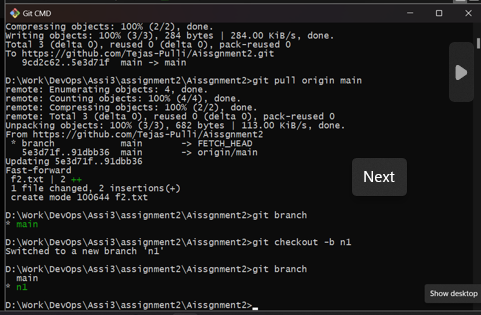 Git CMD
Compressing objects: 100% (2/2), done.
Writing objects: 100% (3/3), 284 bytes | 284.00 KiB/s, done.
Total 3 (delta 0), reused 0 (delta 0), pack-reused 0
To https://github.com/Tejas-Pulli/Aissgnment2.git
9cd2c62..5e3d71f main -> main
D:\Work\DevOps\Assi3\assignment2\Aissgnment2>git pull origin main
remote: Enumerating objects: 4, done.
remote: Counting objects: 100% (4/4), done.
remote: Compressing objects: 100% (2/2), done.
remote: Total 3 (delta 0), reused 0 (delta 0), pack-reused 0
Unpacking objects: 100% (3/3), 682 bytes | 113.00 KiB/s, done.
From https://github.com/Tejas-Pulli/Aissgnment2
* branch main -> FETCH_HEAD
5e3d71f..91dbb36 main -> origin/main
Updating 5e3d71f..91dbb36
Fast-forward
f2.txt | 2 ++
1 file changed, 2 insertions(+)
create mode 100644 f2.txt
Next
D:\Work\DevOps\Assi3\assignment2\Aissgnment2>git branch
* main
D:\Work\DevOps\Assi3\assignment2\Aissgnment2>git checkout -b n1
Switched to a new branch 'n1'
D:\Work\DevOps\Assi3\assignment2\Aissgnment2>git branch
main
* n1
Show desktop
D:\Work\DevOps\Assi3\assignment2\Aissgnment2>